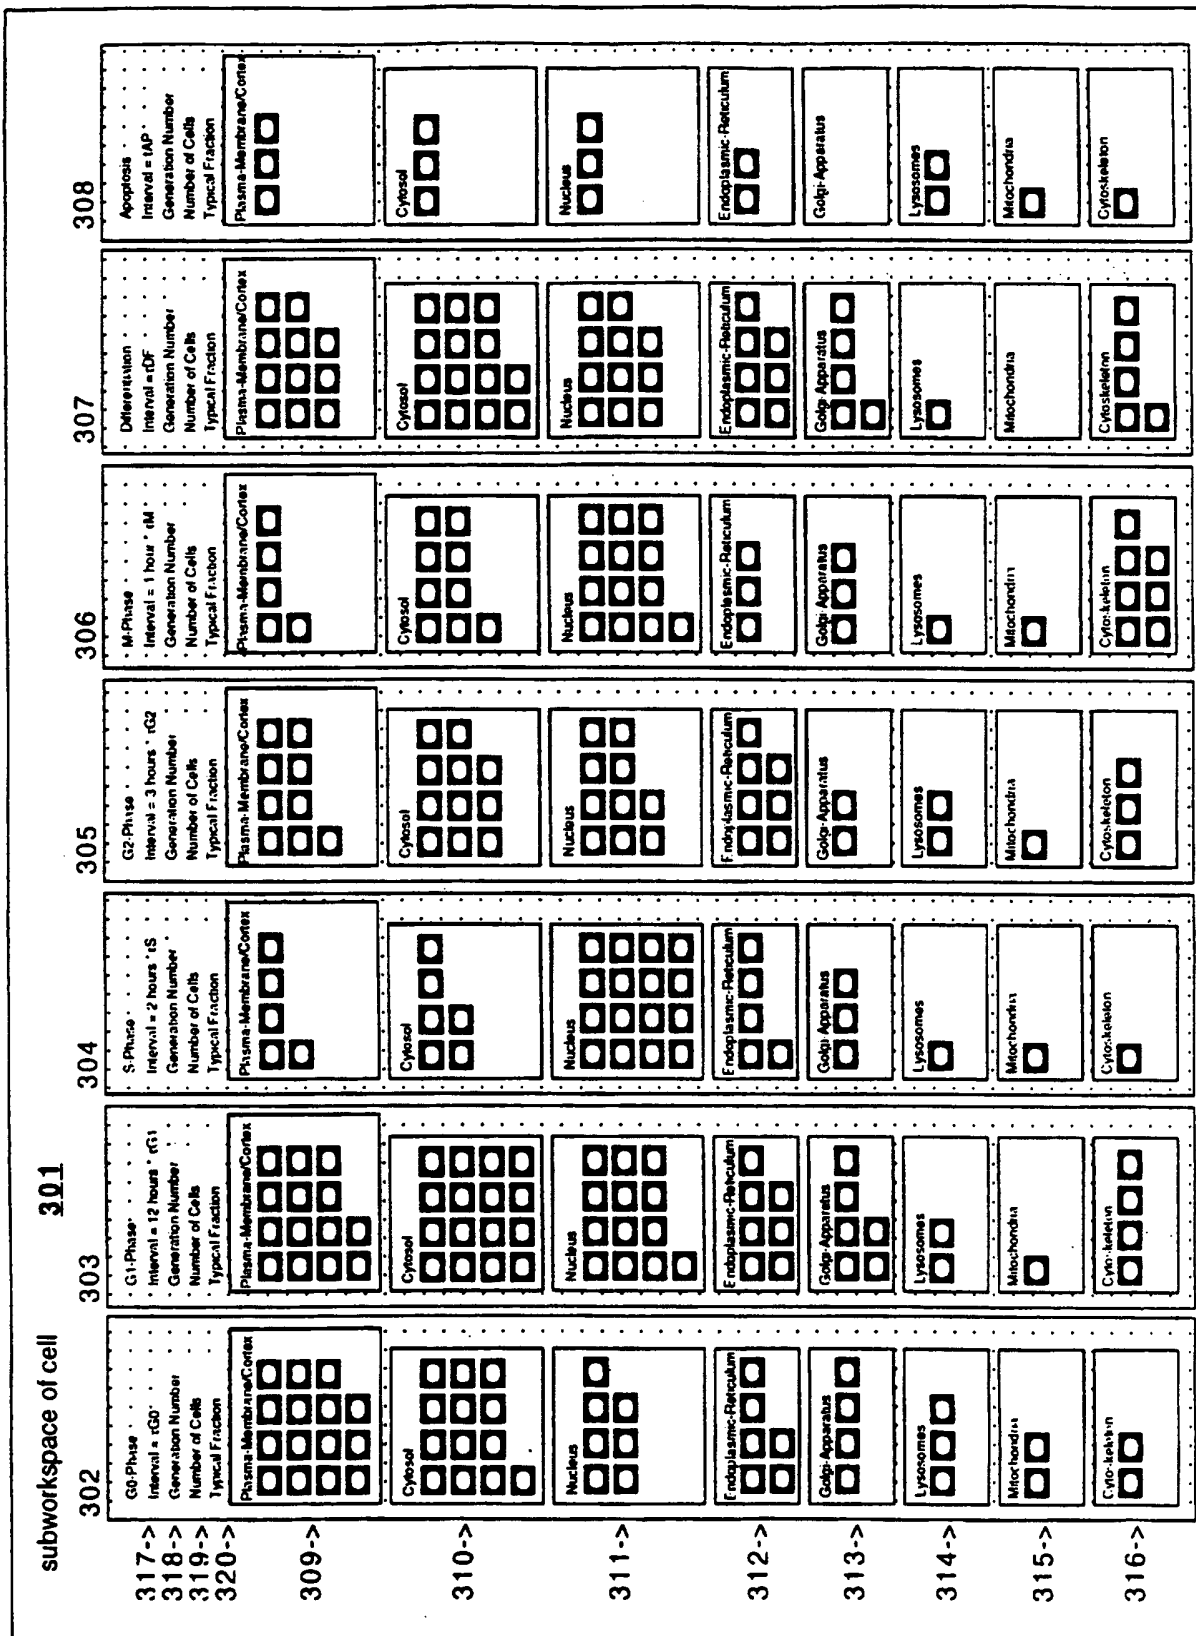 subworkspace of cell 301
302 303 304 305 306 307 308
317->
318->
319->
320->
309->
310->
311->
312->
313->
314->
315->
316->
G0-Phase
Interval = rG0
Generation Number
Number of Cells
Typical Fraction
Plasma-Membrane/Cortex
Cytosol
Nucleus
Endoplasmic-Reticulum
Golgi-Apparatus
Lysosomes
Mitochondria
Cytoskeleton
G1-Phase
Interval = 12 hours * rG1
Generation Number
Number of Cells
Typical Fraction
Plasma-Membrane/Cortex
Cytosol
Nucleus
Endoplasmic-Reticulum
Golgi-Apparatus
Lysosomes
Mitochondria
Cytoskeleton
S-Phase
Interval = 2 hours * rS
Generation Number
Number of Cells
Typical Fraction
Plasma-Membrane/Cortex
Cytosol
Nucleus
Endoplasmic-Reticulum
Golgi-Apparatus
Lysosomes
Mitochondria
Cytoskeleton
G2-Phase
Interval = 3 hours * rG2
Generation Number
Number of Cells
Typical Fraction
Plasma-Membrane/Cortex
Cytosol
Nucleus
Endoplasmic-Reticulum
Golgi-Apparatus
Lysosomes
Mitochondria
Cytoskeleton
M-Phase
Interval = 1 hour * rM
Generation Number
Number of Cells
Typical Fraction
Plasma-Membrane/Cortex
Cytosol
Nucleus
Endoplasmic-Reticulum
Golgi-Apparatus
Lysosomes
Mitochondria
Cytoskeleton
Differentiation
Interval = rDF
Generation Number
Number of Cells
Typical Fraction
Plasma-Membrane/Cortex
Cytosol
Nucleus
Endoplasmic-Reticulum
Golgi-Apparatus
Lysosomes
Mitochondria
Cytoskeleton
Apoptosis
Interval = tAP
Generation Number
Number of Cells
Typical Fraction
Plasma-Membrane/Cortex
Cytosol
Nucleus
Endoplasmic-Reticulum
Golgi-Apparatus
Lysosomes
Mitochondria
Cytoskeleton